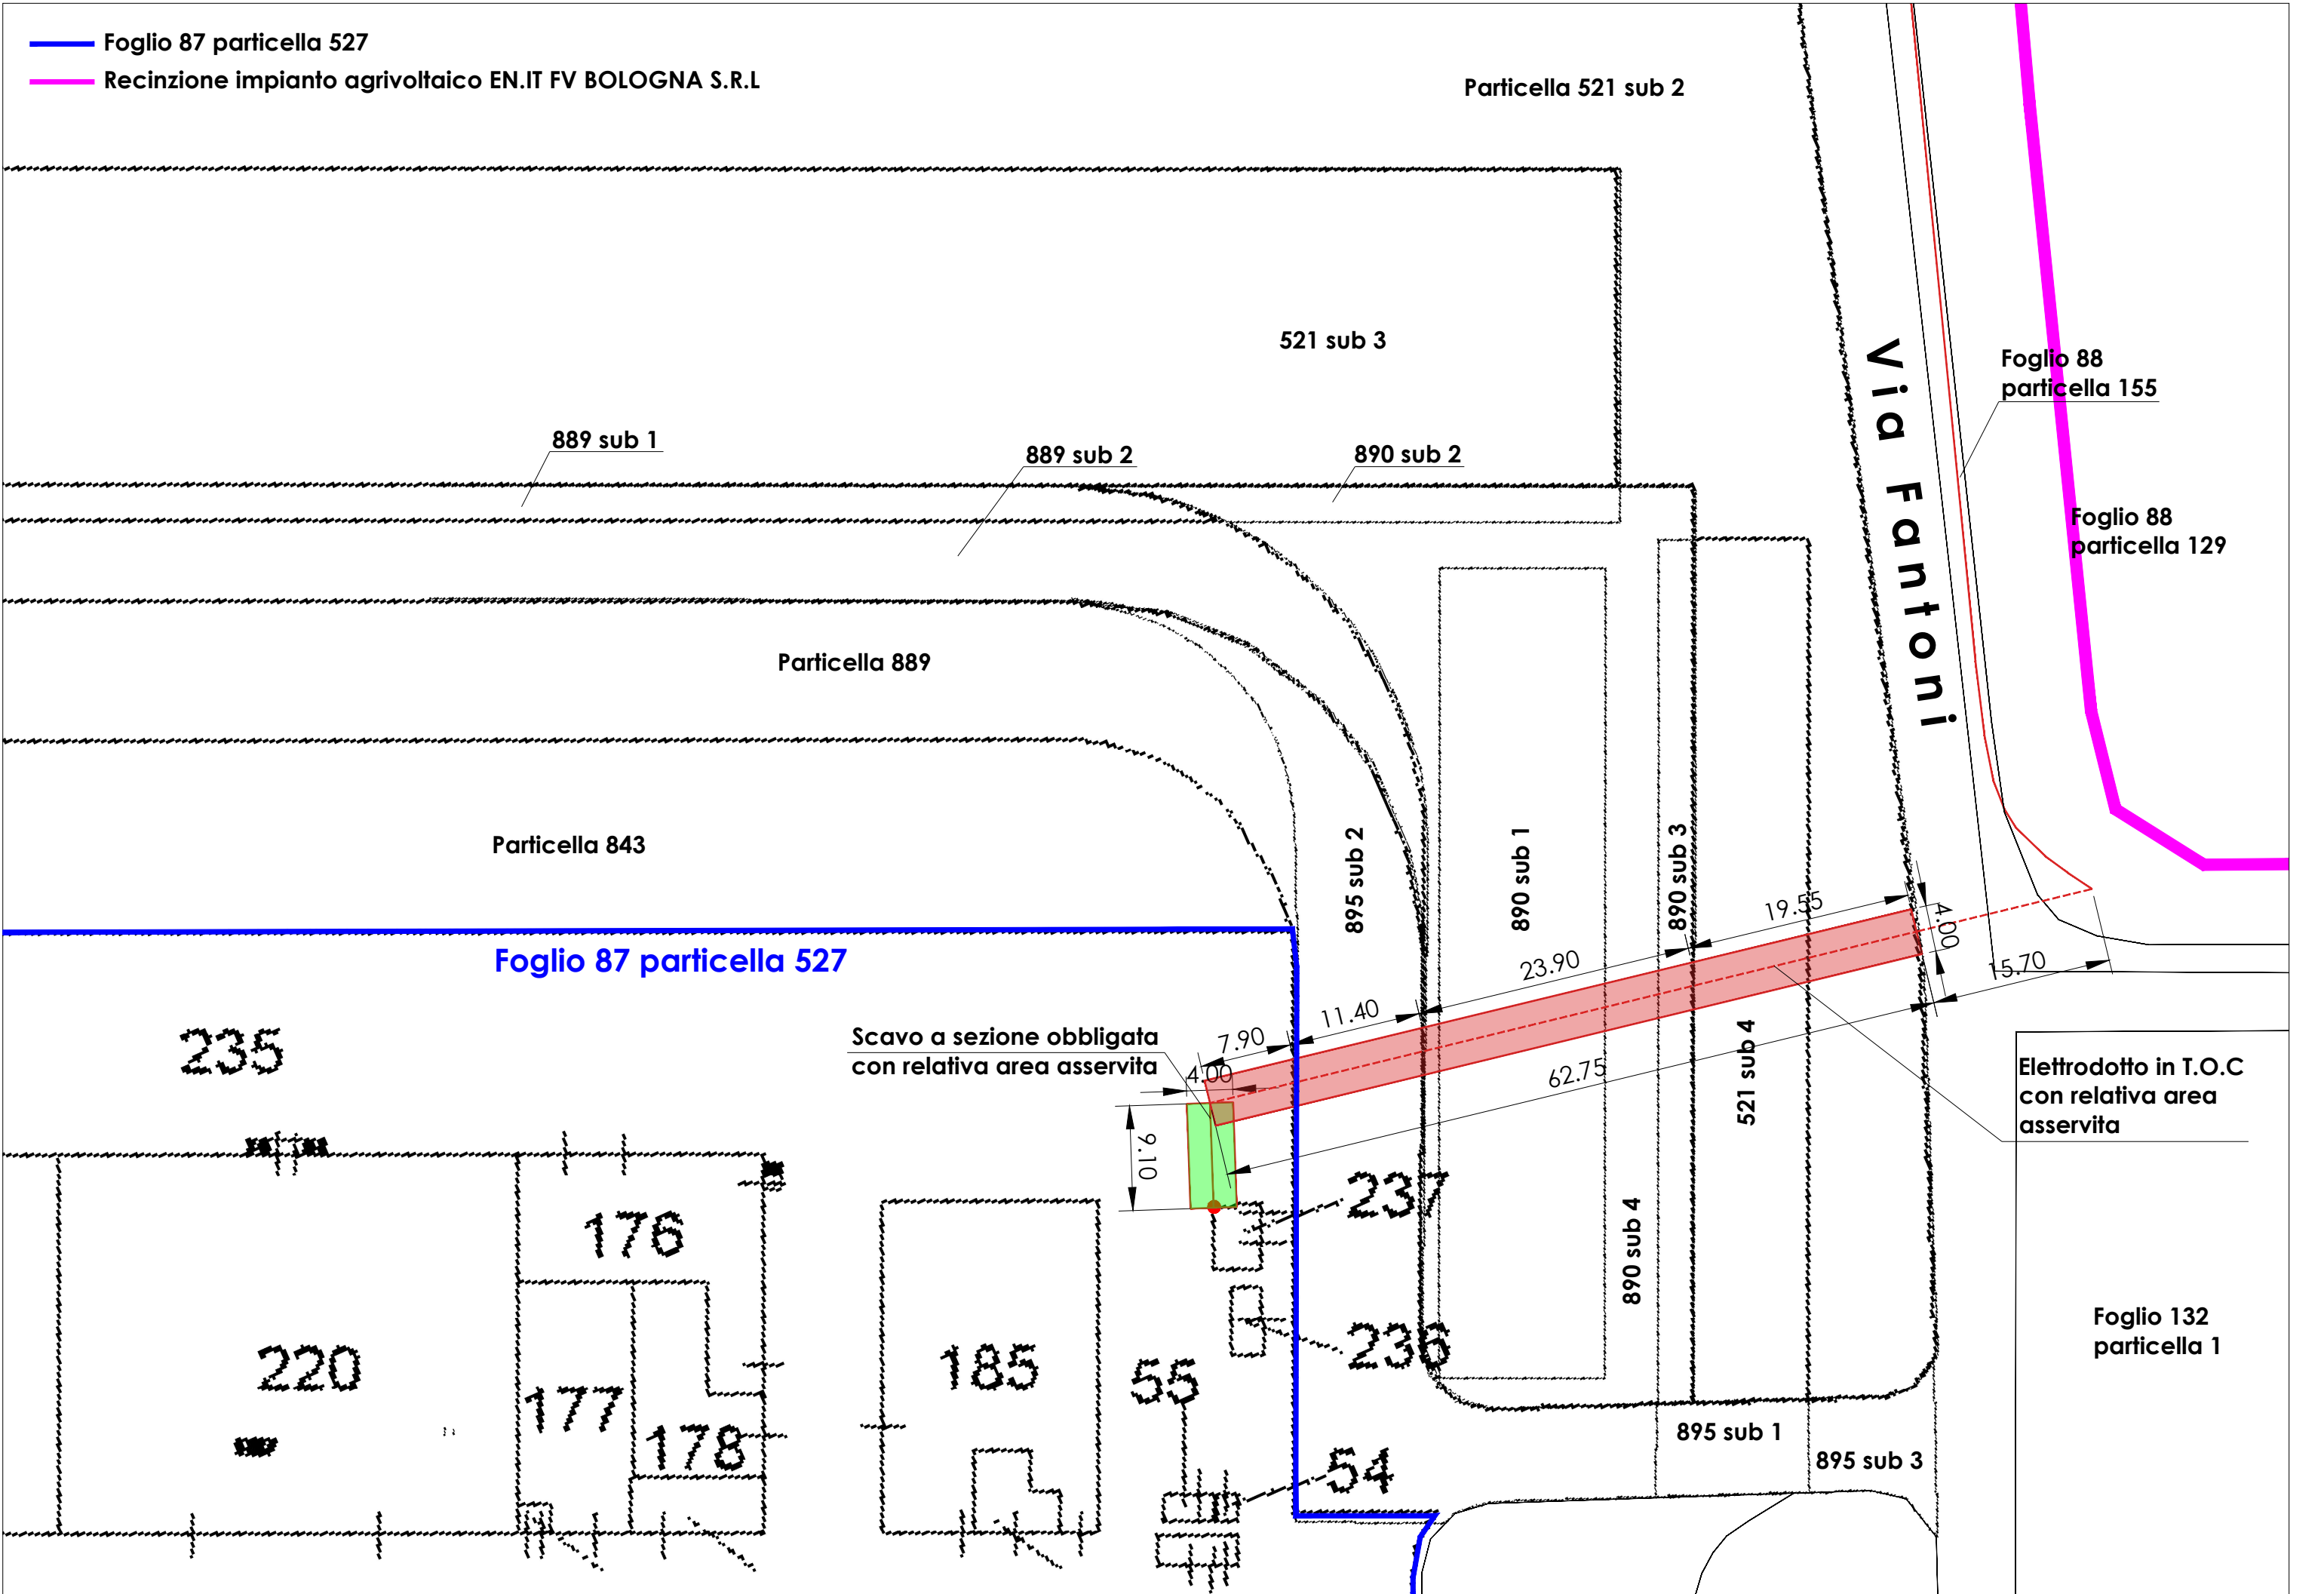 Foglio 87 particella 527
Recinzione impianto agrivoltaico EN.IT FV BOLOGNA S.R.L
Particella 521 sub 2
521 sub 3
Via Fantoni
Foglio 88
particella 155
889 sub 1
889 sub 2
890 sub 2
Foglio 88
particella 129
Particella 889
Particella 843
895 sub 2
890 sub 1
890 sub 3
19.55
4.00
23.90
15.70
Foglio 87 particella 527
11.40
7.90
4.00
62.75
9.10
Scavo a sezione obbligata
con relativa area asservita
521 sub 4
Elettrodotto in T.O.C
con relativa area
asservita
235
237
176
890 sub 4
236
220
185
55
177
178
54
Foglio 132
particella 1
895 sub 1
895 sub 3